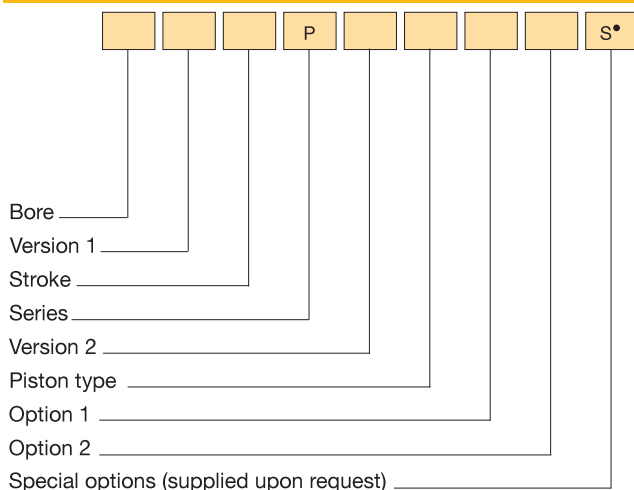 P S•
Bore
Version 1
Stroke
Series
Version 2
Piston type
Option 1
Option 2
Special options (supplied upon request)